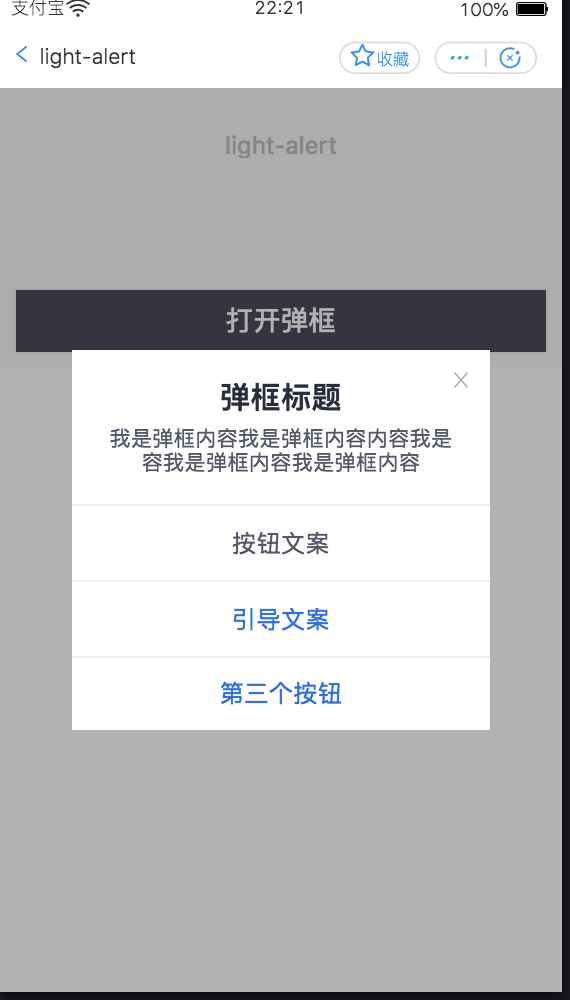 支付宝 22:21 100%
light-alert 收藏
light-alert
打开弹框
弹框标题
我是弹框内容我是弹框内容内容我是
容我是弹框内容我是弹框内容
按钮文案
引导文案
第三个按钮